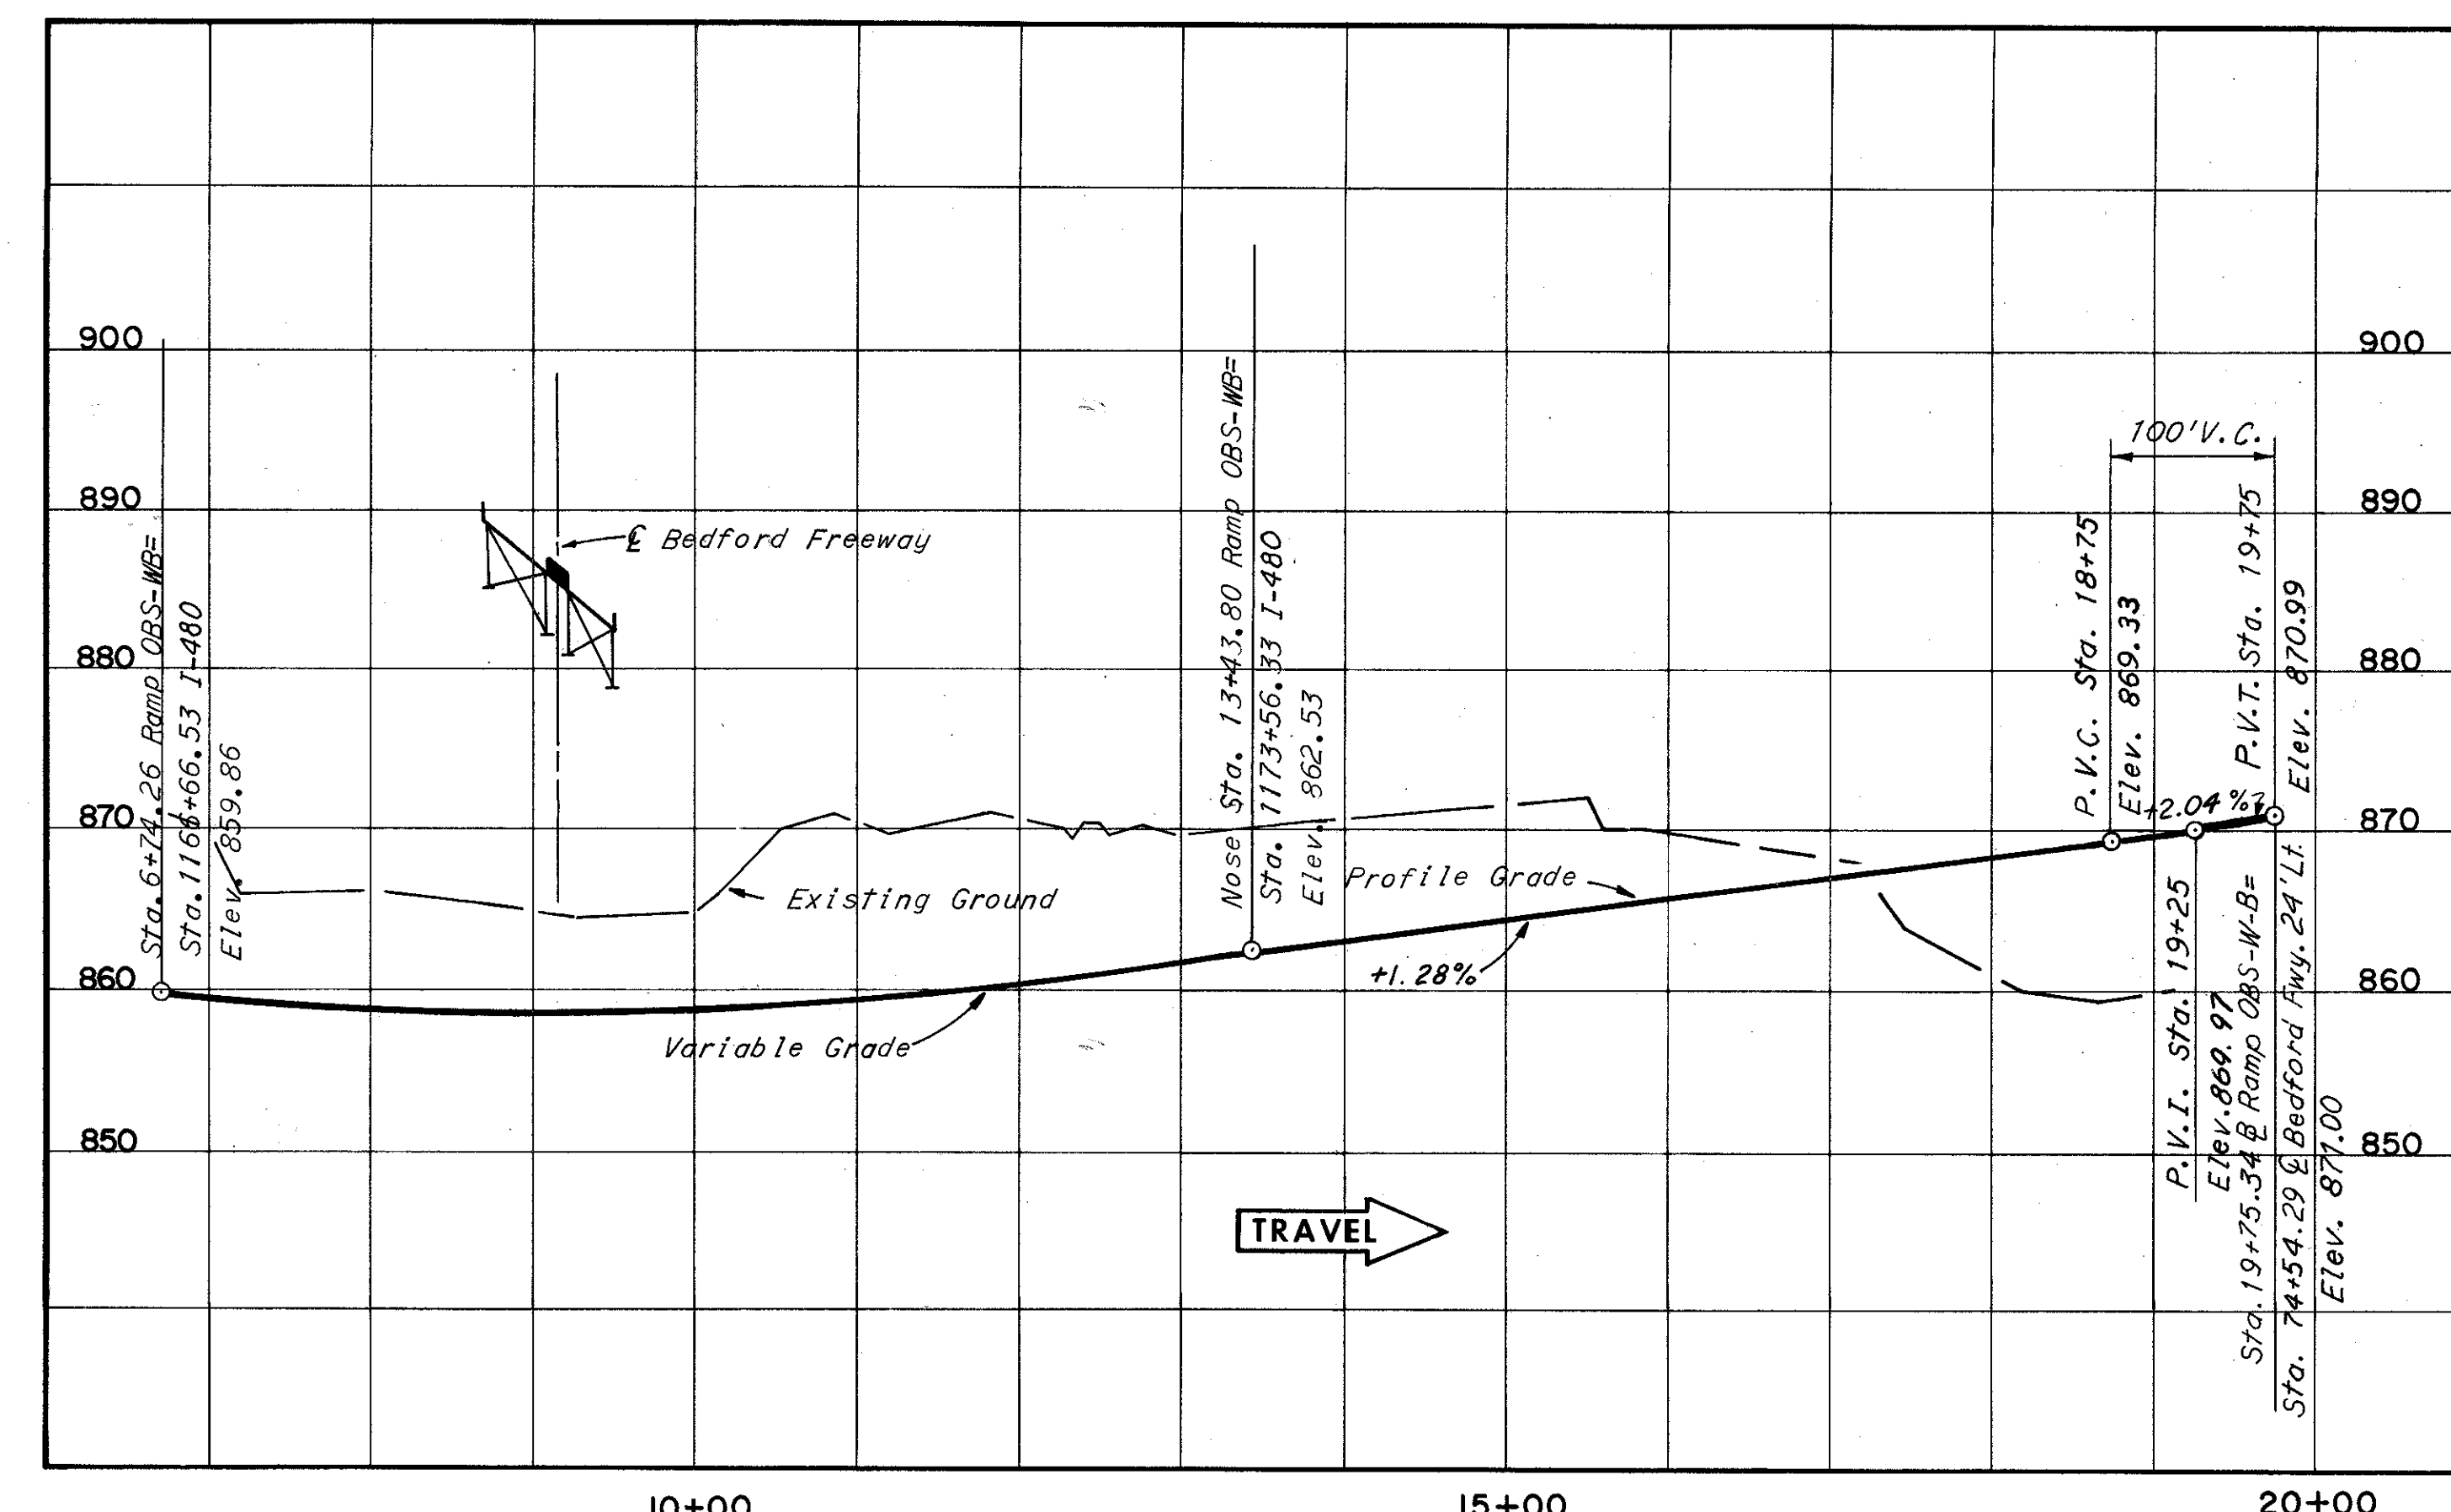 900
900
890
890
880
880
870
870
860
860
850
850
Sta. 6+74.26 Ramp OBS-WB=
Sta. 1166+66.53 I-480
Elev. 859.86
℄ Bedford Freeway
Existing Ground
Variable Grade
Nose Sta. 13+43.80 Ramp OBS-WB=
Sta. 1173+56.33 I-480
Elev. 862.53
Profile Grade
+1.28%
TRAVEL
100' V.C.
P.V.C. Sta. 18+75
Elev. 869.33
P.V.T. Sta. 19+75
Elev. 870.99
+2.04%
P.V.I. Sta. 19+25
Elev. 869.97
Sta. 19+75.34 ℄ Ramp OBS-W-B=
Sta. 74+54.29 ℄ Bedford Fwy. 24' Lt.
Elev. 871.00
10+00
15+00
20+00